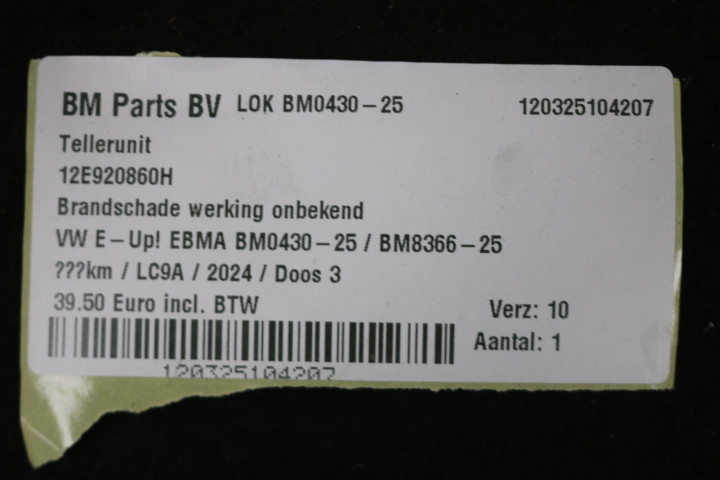 BM Parts BV LOK BM0430-25 120325104207
Tellerunit
12E920860H
Brandschade werking onbekend
VW E-Up! EBMA BM0430-25 / BM8366-25
???km / LC9A / 2024 / Doos 3
39.50 Euro incl. BTW Verz: 10
Aantal: 1
120325104207